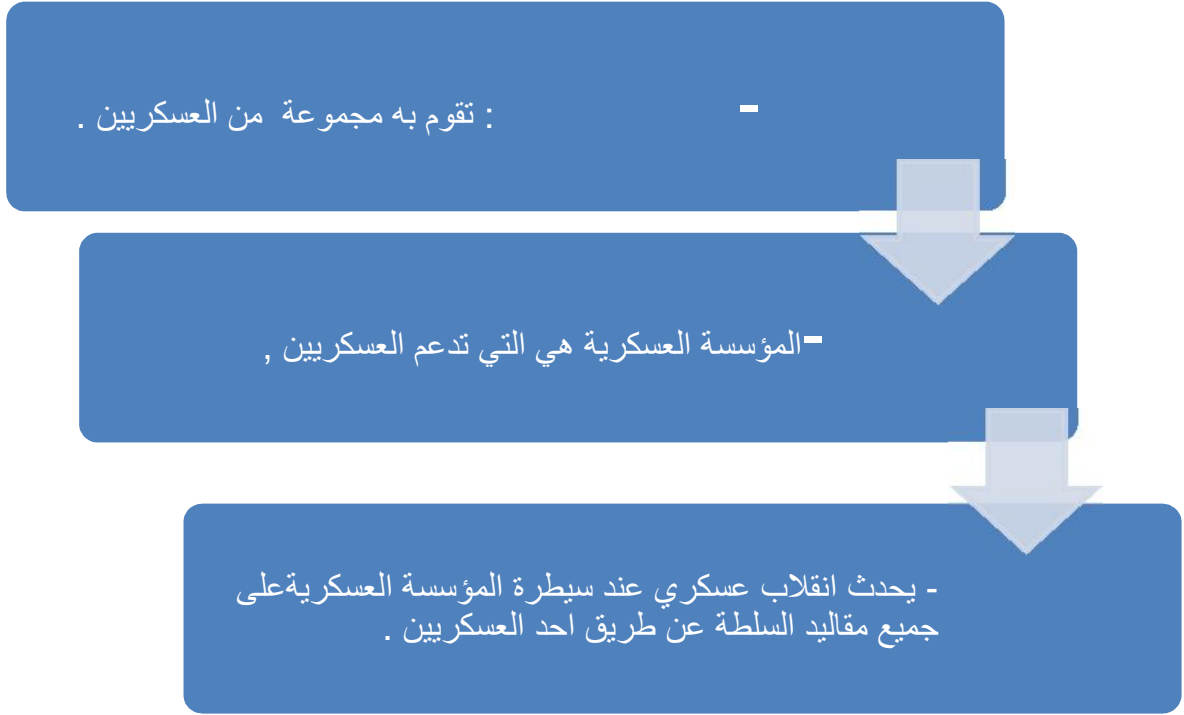 - : تقوم به مجموعة من العسكريين .
-المؤسسة العسكرية هي التي تدعم العسكريين ,
- يحدث انقلاب عسكري عند سيطرة المؤسسة العسكريةعلى
جميع مقاليد السلطة عن طريق احد العسكريين .